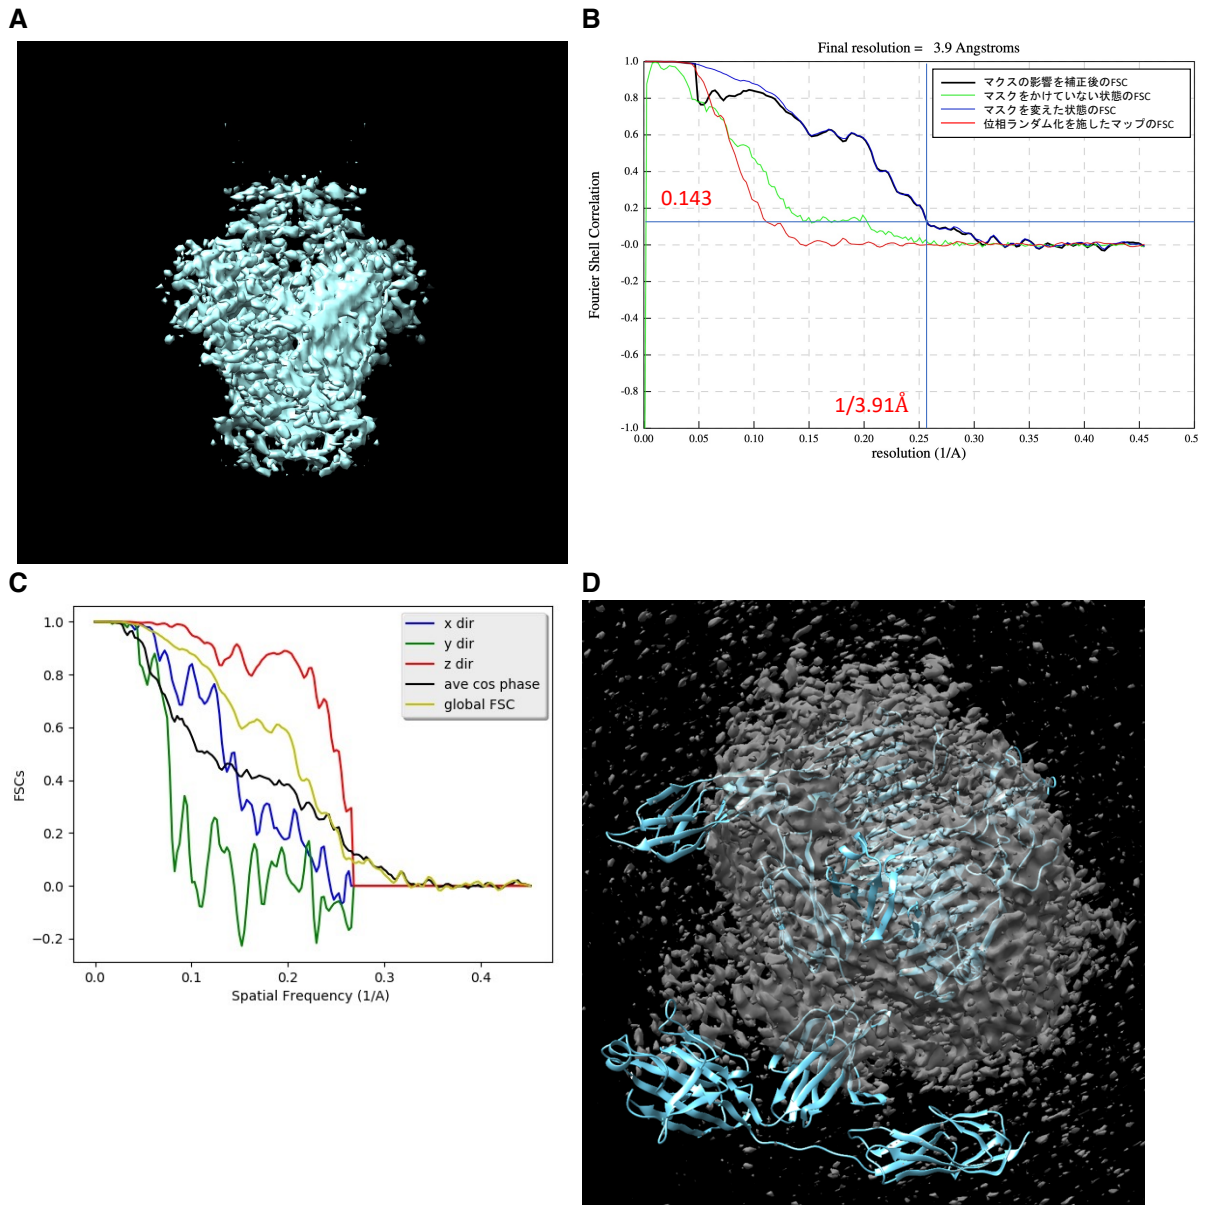 A
B
Final resolution = 3.9 Angstroms
マクスの影響を補正後のFSC
マスクをかけていない状態のFSC
マスクを変えた状態のFSC
位相ランダム化を施したマップのFSC
1.0
0.8
0.6
0.4
0.2
-0.0
-0.2
-0.4
-0.6
-0.8
-1.0
Fourier Shell Correlation
0.143
1/3.91Å
0.00 0.05 0.10 0.15 0.20 0.25 0.30 0.35 0.40 0.45 0.5
resolution (1/A)
C
x dir
y dir
z dir
ave cos phase
global FSC
1.0
0.8
0.6
0.4
0.2
0.0
−0.2
FSCs
0.0 0.1 0.2 0.3 0.4
Spatial Frequency (1/A)
D